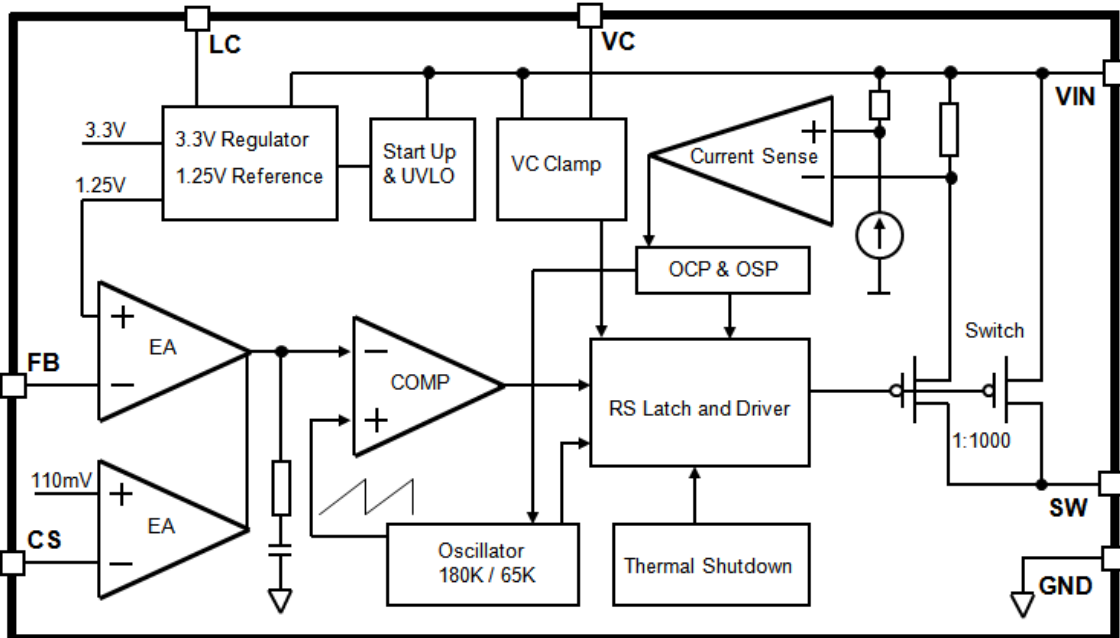 LC
VC
VIN
3.3V
3.3V Regulator
1.25V Reference
1.25V
Start Up
& UVLO
VC Clamp
Current Sense
+
−
OCP & OSP
Switch
FB
+
EA
−
−
COMP
+
RS Latch and Driver
1:1000
110mV
+
EA
−
CS
Oscillator
180K / 65K
Thermal Shutdown
SW
GND